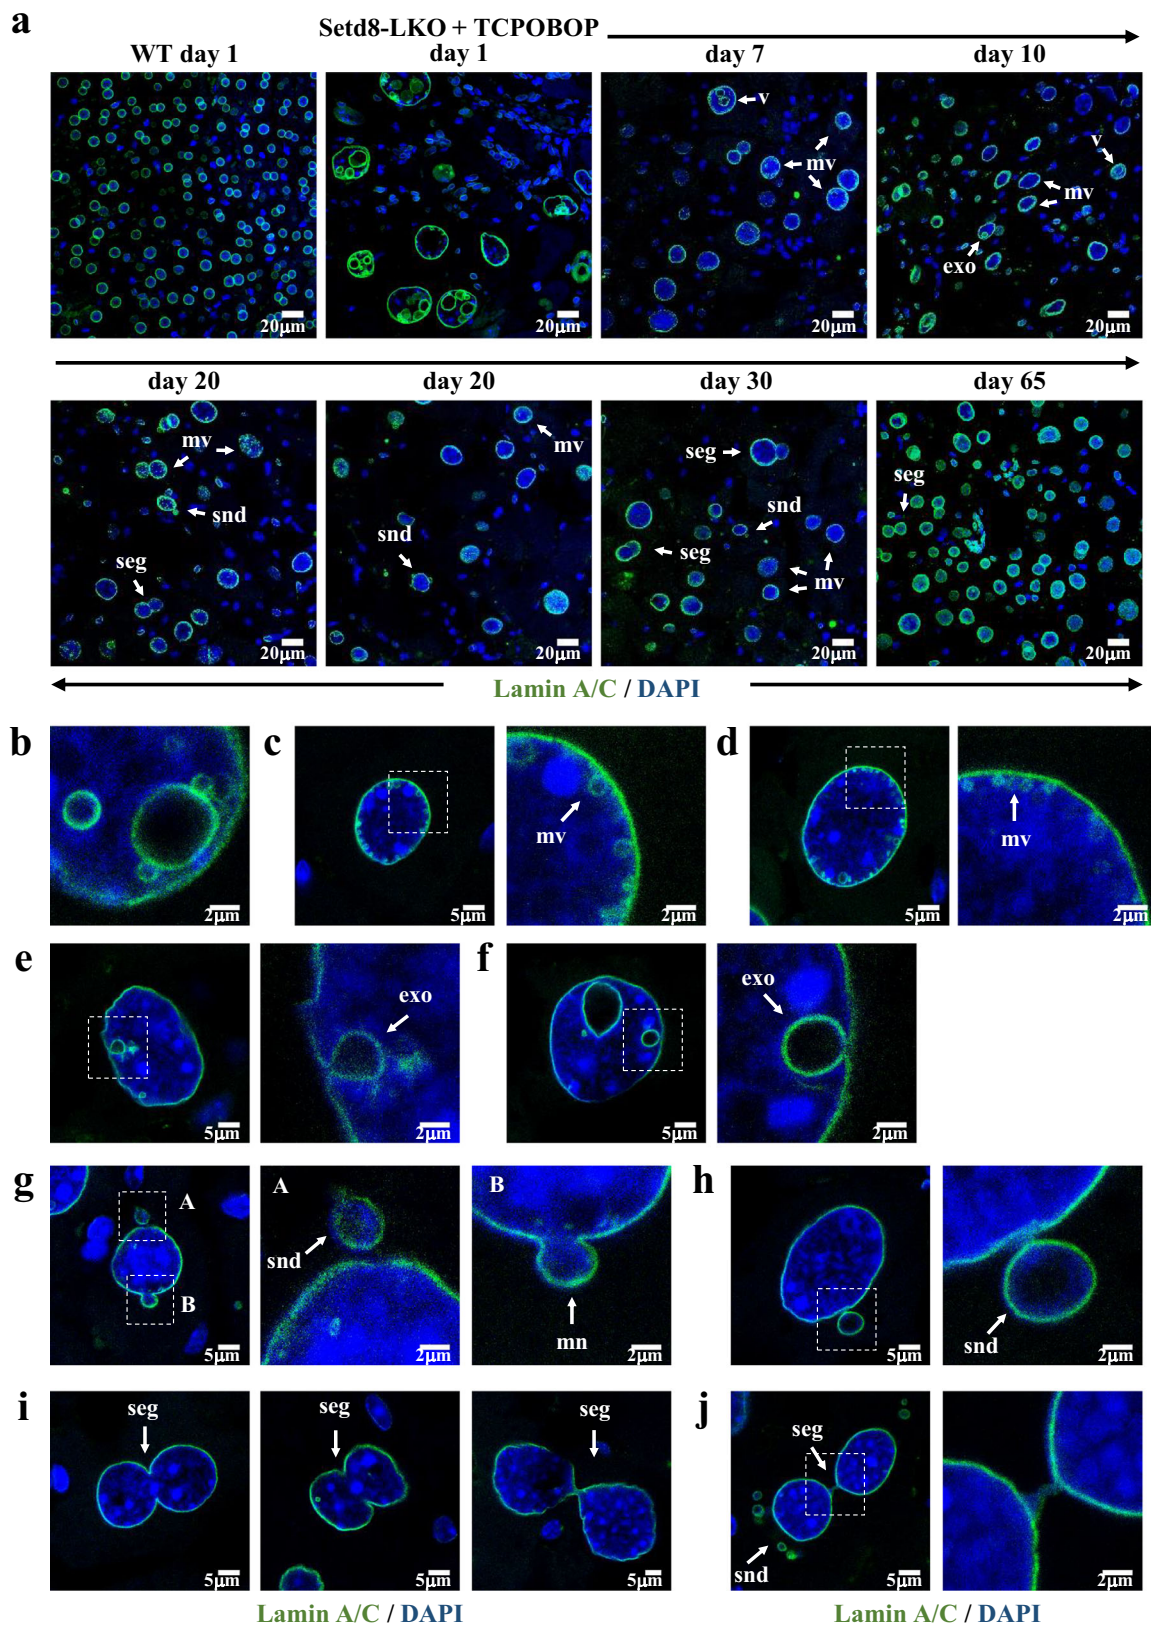 a
Setd8-LKO + TCPOBOP
WT day 1
day 1
day 7
day 10
v
mv
v
mv
exo
20μm
20μm
20μm
20μm
day 20
day 20
day 30
day 65
mv
snd
seg
mv
snd
seg
snd
seg
mv
seg
20μm
20μm
20μm
20μm
Lamin A/C / DAPI
b
c
d
mv
mv
2μm
5μm
2μm
5μm
2μm
e
f
exo
exo
5μm
2μm
5μm
2μm
g
h
A
B
A
snd
B
mn
snd
5μm
2μm
2μm
5μm
2μm
i
j
seg
seg
seg
seg
snd
5μm
5μm
5μm
5μm
2μm
Lamin A/C / DAPI
Lamin A/C / DAPI